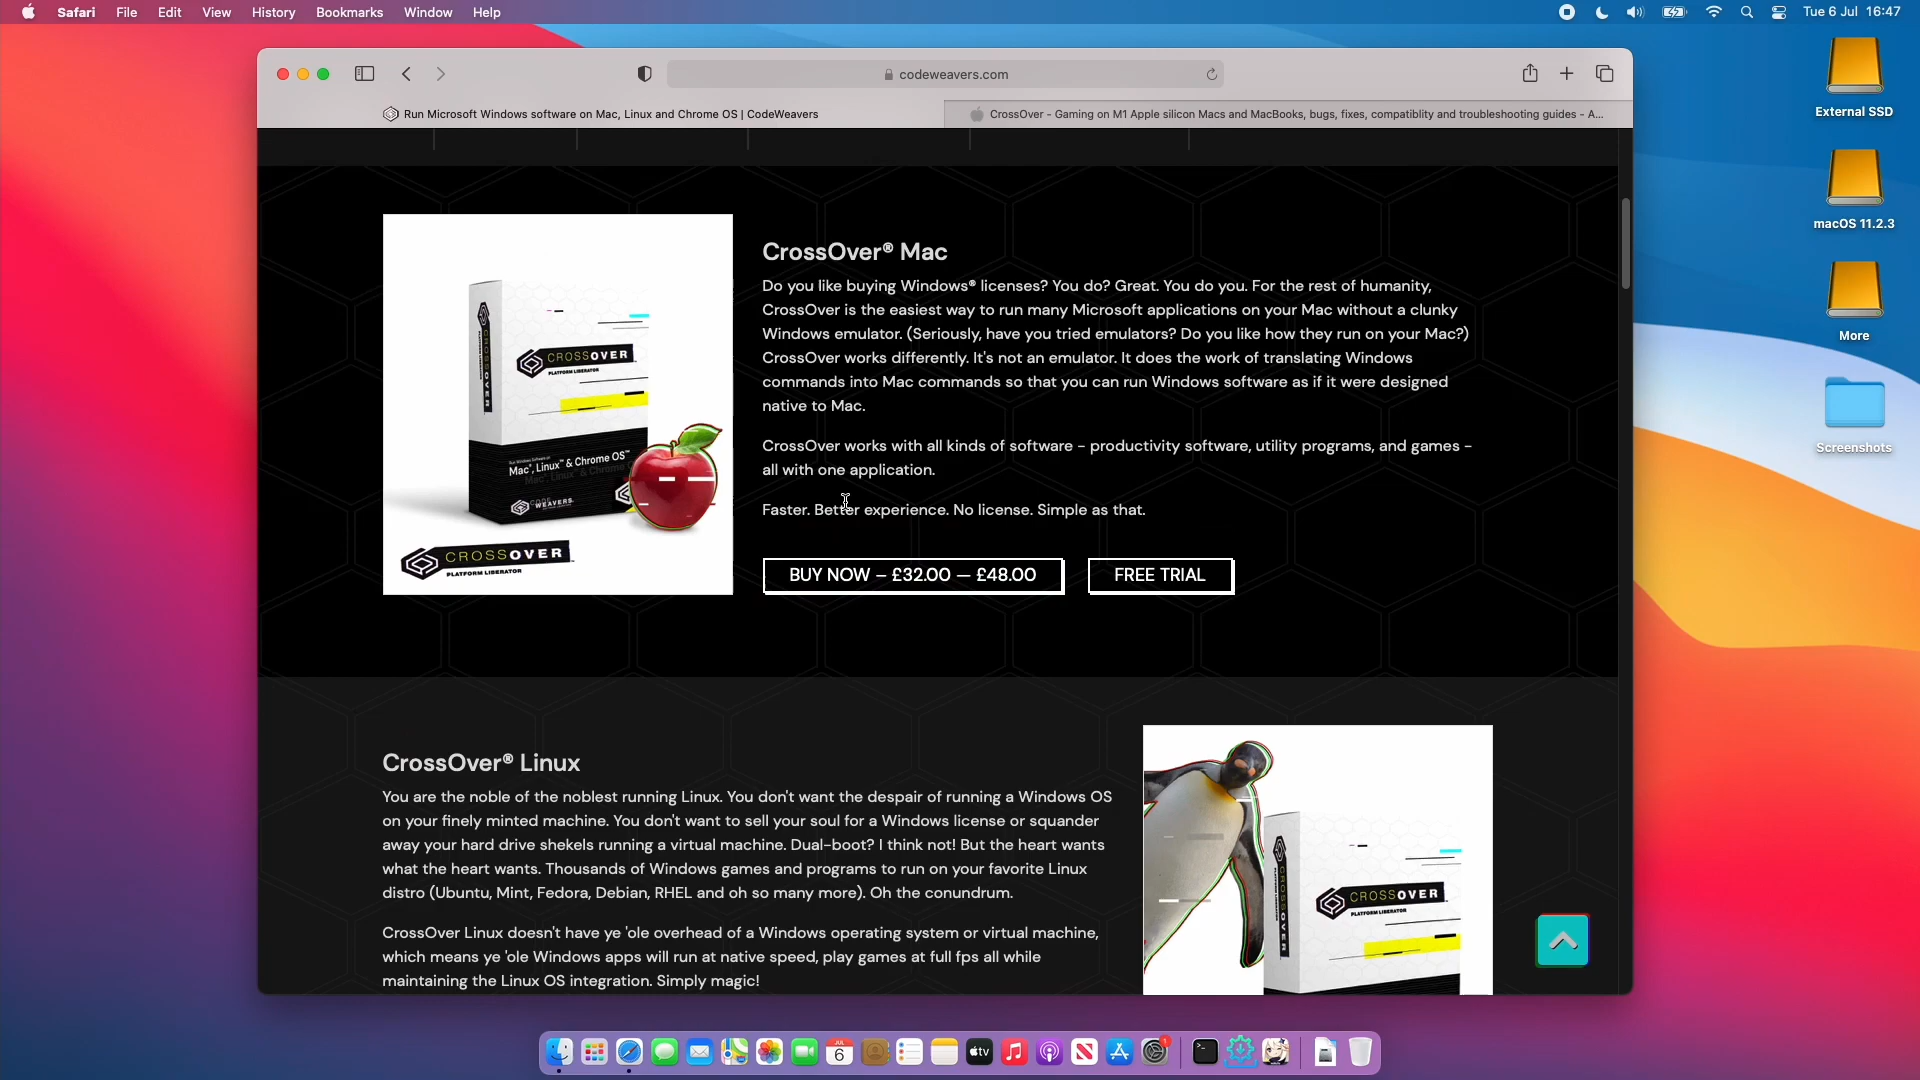 Safari File Edit View History Bookmarks Window Help
Tue 6 Jul 16:47
codeweavers.com
Run Microsoft Windows software on Mac, Linux and Chrome OS | CodeWeavers
CrossOver - Gaming on M1 Apple silicon Macs and MacBooks, bugs, fixes, compatiblity and troubleshooting guides - A...
External SSD
macOS 11.2.3
More
Screenshots
CROSSOVER
PLATFORM LIBERATOR
Mac, Linux & Chrome OS
CROSSOVER
PLATFORM LIBERATOR
CrossOver® Mac
Do you like buying Windows® licenses? You do? Great. You do you. For the rest of humanity,
CrossOver is the easiest way to run many Microsoft applications on your Mac without a clunky
Windows emulator. (Seriously, have you tried emulators? Do you like how they run on your Mac?)
CrossOver works differently. It's not an emulator. It does the work of translating Windows
commands into Mac commands so that you can run Windows software as if it were designed
native to Mac.
CrossOver works with all kinds of software - productivity software, utility programs, and games -
all with one application.
Faster. Better experience. No license. Simple as that.
BUY NOW – £32.00 — £48.00
FREE TRIAL
CrossOver® Linux
You are the noble of the noblest running Linux. You don't want the despair of running a Windows OS
on your finely minted machine. You don't want to sell your soul for a Windows license or squander
away your hard drive shekels running a virtual machine. Dual-boot? I think not! But the heart wants
what the heart wants. Thousands of Windows games and programs to run on your favorite Linux
distro (Ubuntu, Mint, Fedora, Debian, RHEL and oh so many more). Oh the conundrum.
CrossOver Linux doesn't have ye 'ole overhead of a Windows operating system or virtual machine,
which means ye 'ole Windows apps will run at native speed, play games at full fps all while
maintaining the Linux OS integration. Simply magic!
CROSSOVER
PLATFORM LIBERATOR
JUL
6
tv
1